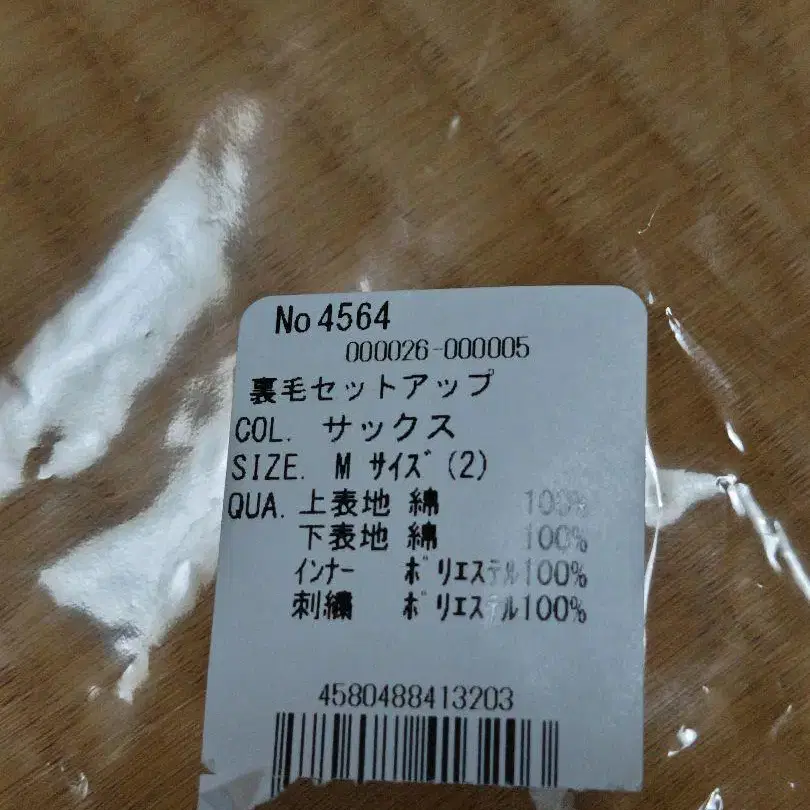 No 4564
000026-000005
裏毛セットアップ
COL. サックス
SIZE. M サイズ (2)
QUA. 上表地 綿 100%
下表地 綿 100%
インナー ポリエステル100%
刺繍 ポリエステル100%
4580488413203